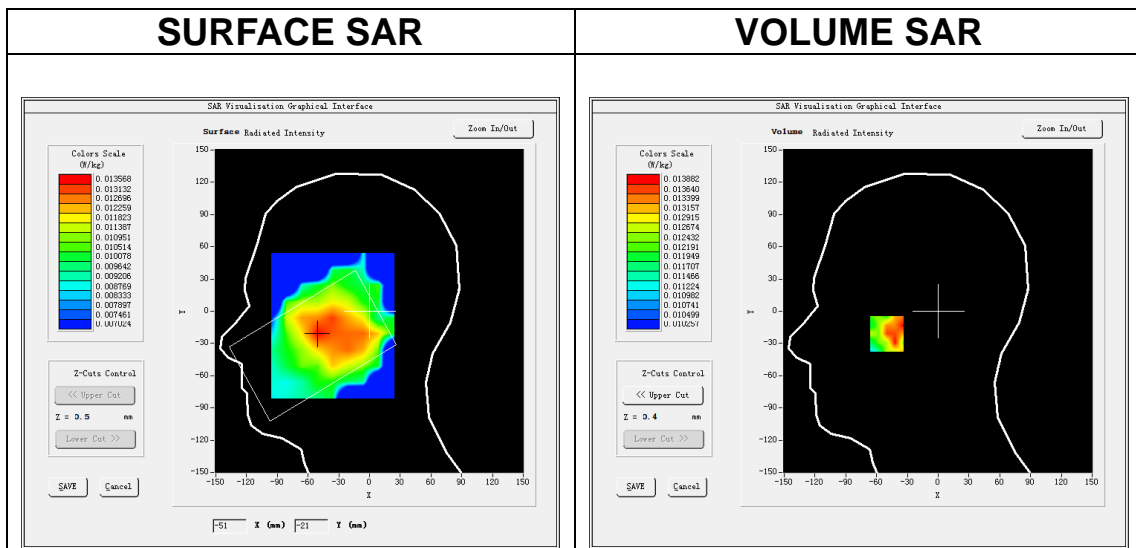 SURFACE SAR
VOLUME SAR
SAR Visualisation Graphical Interface
Surface Radiated Intensity
Zoom In/Out
Colors Scale
(W/kg)
0.013568
0.013132
0.012696
0.012259
0.011823
0.011387
0.010951
0.010514
0.010078
0.009642
0.009206
0.008769
0.008333
0.007897
0.007461
0.007024
Z-Cuts Control
<< Upper Cut
Z = 0.5 mm
Lower Cut >>
SAVE Cancel
150
120
90
60
30
0
-30
-60
-90
-120
-150
Y
-150 -120 -90 -60 -30 0 30 60 90 120 150
X
-51 X (mm) -21 Y (mm)
SAR Visualisation Graphical Interface
Volume Radiated Intensity
Zoom In/Out
Colors Scale
(W/kg)
0.013882
0.013640
0.013399
0.013157
0.012915
0.012674
0.012432
0.012191
0.011949
0.011707
0.011466
0.011224
0.010982
0.010741
0.010499
0.010257
Z-Cuts Control
<< Upper Cut
Z = 0.4 mm
Lower Cut >>
SAVE Cancel
150
120
90
60
30
0
-30
-60
-90
-120
-150
Y
-150 -120 -90 -60 -30 0 30 60 90 120 150
X